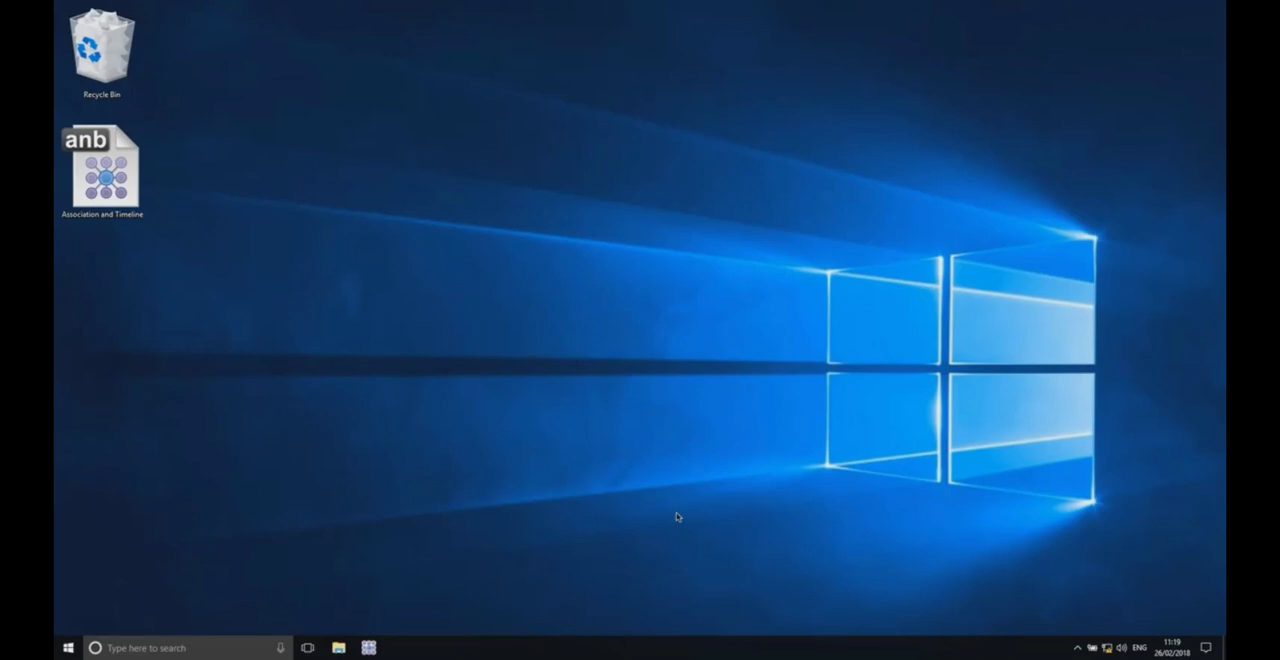 Recycle Bin
anb
Association and Timeline
Type here to search
ENG
11:19
26/02/2018